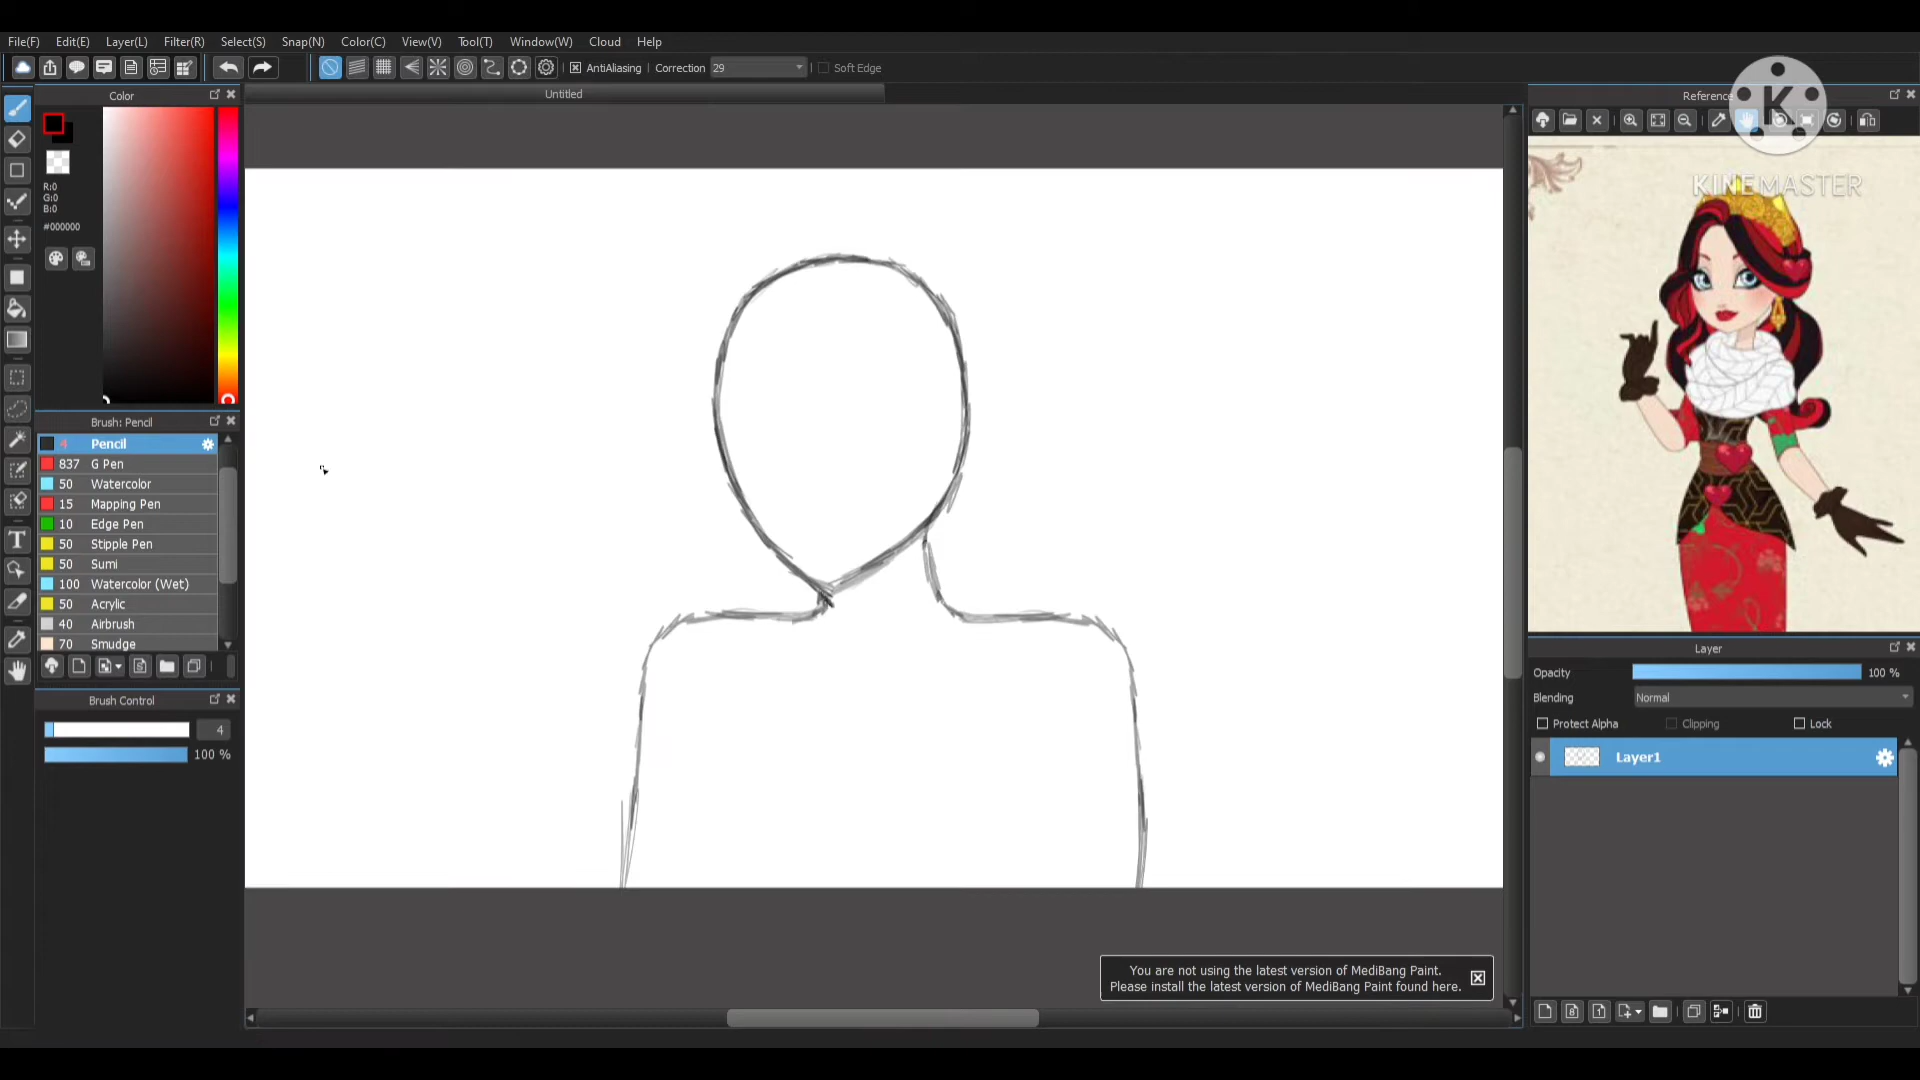 File(F) Edit(E) Layer(L) Filter(R) Select(S) Snap(N) Color(C) View(V) Tool(T) Window(W) Cloud Help
AntiAliasing Correction 29 Soft Edge
Color
Untitled
Reference
K
KINEMASTER
R:0
G:0
B:0
#000000
Brush: Pencil
4 Pencil
837 G Pen
50 Watercolor
15 Mapping Pen
10 Edge Pen
50 Stipple Pen
50 Sumi
100 Watercolor (Wet)
50 Acrylic
40 Airbrush
70 Smudge
Brush Control
4
100 %
Layer
Opacity 100 %
Blending Normal
Protect Alpha Clipping Lock
Layer1
You are not using the latest version of MediBang Paint.
Please install the latest version of MediBang Paint found here.